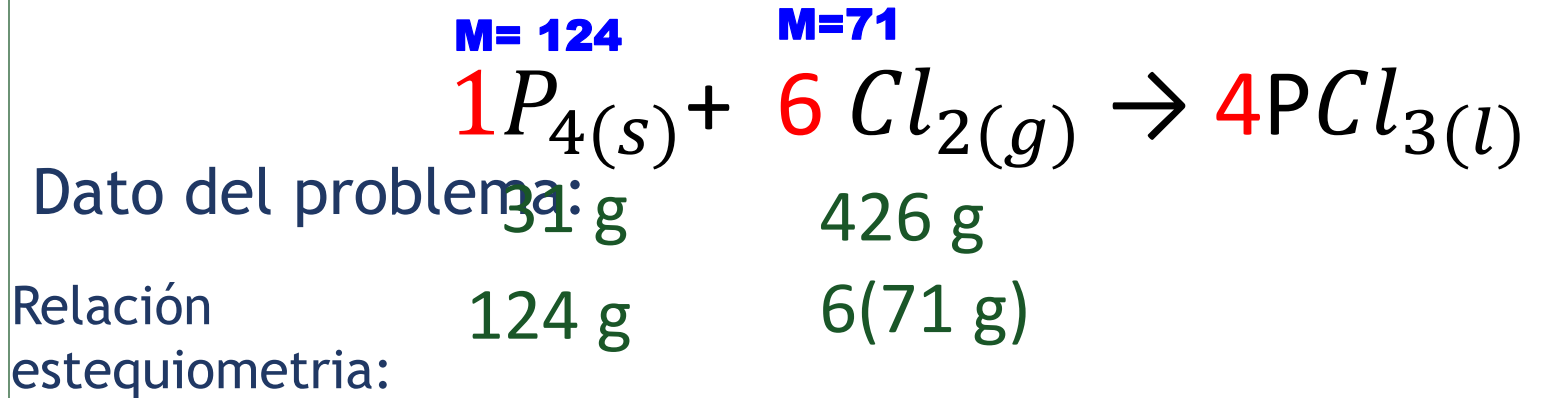 M= 124 M=71
1P4(s)+ 6 Cl2(g) → 4PCl3(l)
Dato del problema: 31 g 426 g
Relación 124 g 6(71 g)
estequiometria: